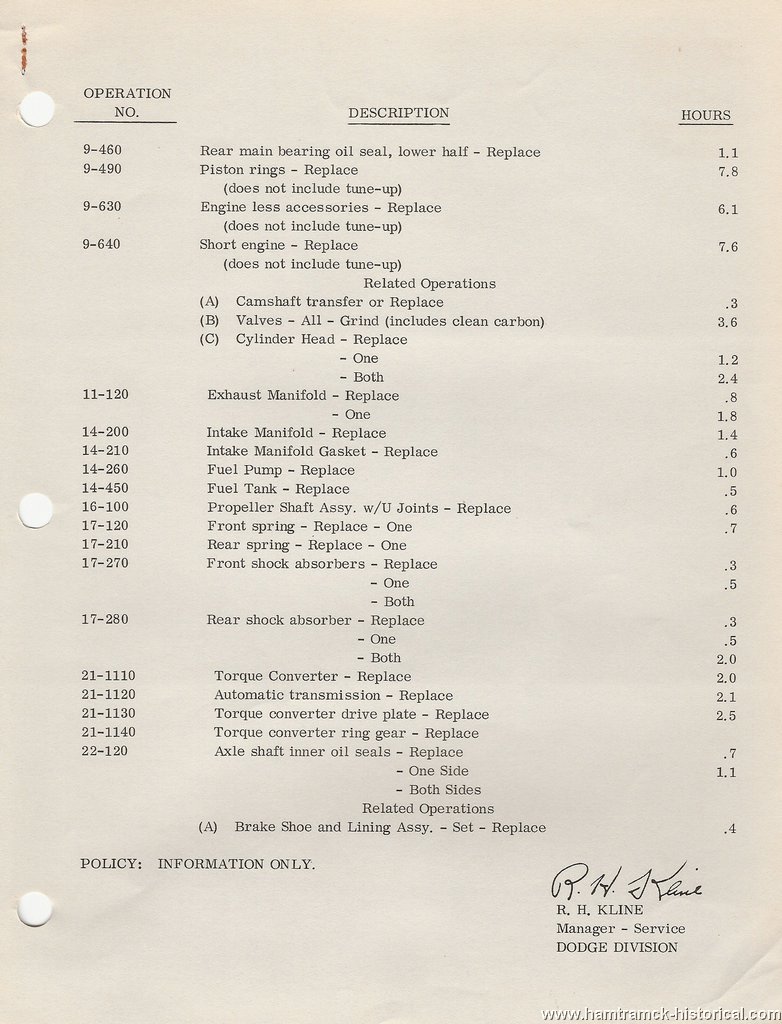 OPERATION
NO. DESCRIPTION HOURS
9-460 Rear main bearing oil seal, lower half - Replace 1.1
9-490 Piston rings - Replace 7.8
(does not include tune-up)
9-630 Engine less accessories - Replace 6.1
(does not include tune-up)
9-640 Short engine - Replace 7.6
(does not include tune-up)
Related Operations
(A) Camshaft transfer or Replace .3
(B) Valves - All - Grind (includes clean carbon) 3.6
(C) Cylinder Head - Replace
- One 1.2
- Both 2.4
11-120 Exhaust Manifold - Replace .8
- One 1.8
14-200 Intake Manifold - Replace 1.4
14-210 Intake Manifold Gasket - Replace .6
14-260 Fuel Pump - Replace 1.0
14-450 Fuel Tank - Replace .5
16-100 Propeller Shaft Assy. w/U Joints - Replace .6
17-120 Front spring - Replace - One .7
17-210 Rear spring - Replace - One
17-270 Front shock absorbers - Replace .3
- One .5
- Both
17-280 Rear shock absorber - Replace .3
- One .5
- Both 2.0
21-1110 Torque Converter - Replace 2.0
21-1120 Automatic transmission - Replace 2.1
21-1130 Torque converter drive plate - Replace 2.5
21-1140 Torque converter ring gear - Replace
22-120 Axle shaft inner oil seals - Replace .7
- One Side 1.1
- Both Sides
Related Operations
(A) Brake Shoe and Lining Assy. - Set - Replace .4
POLICY: INFORMATION ONLY.
R. H. Kline
R. H. KLINE
Manager - Service
DODGE DIVISION
www.hamtramck-historical.com